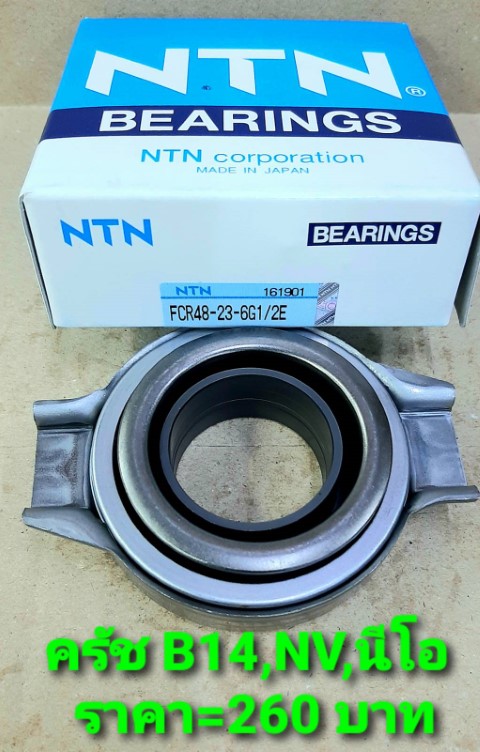 NTN®
BEARINGS
NTN corporation
MADE IN JAPAN
NTN BEARINGS
NTN 161901
FCR48-23-6G1/2E
ครัช B14,NV,นีโอ
ราคา=260 บาท